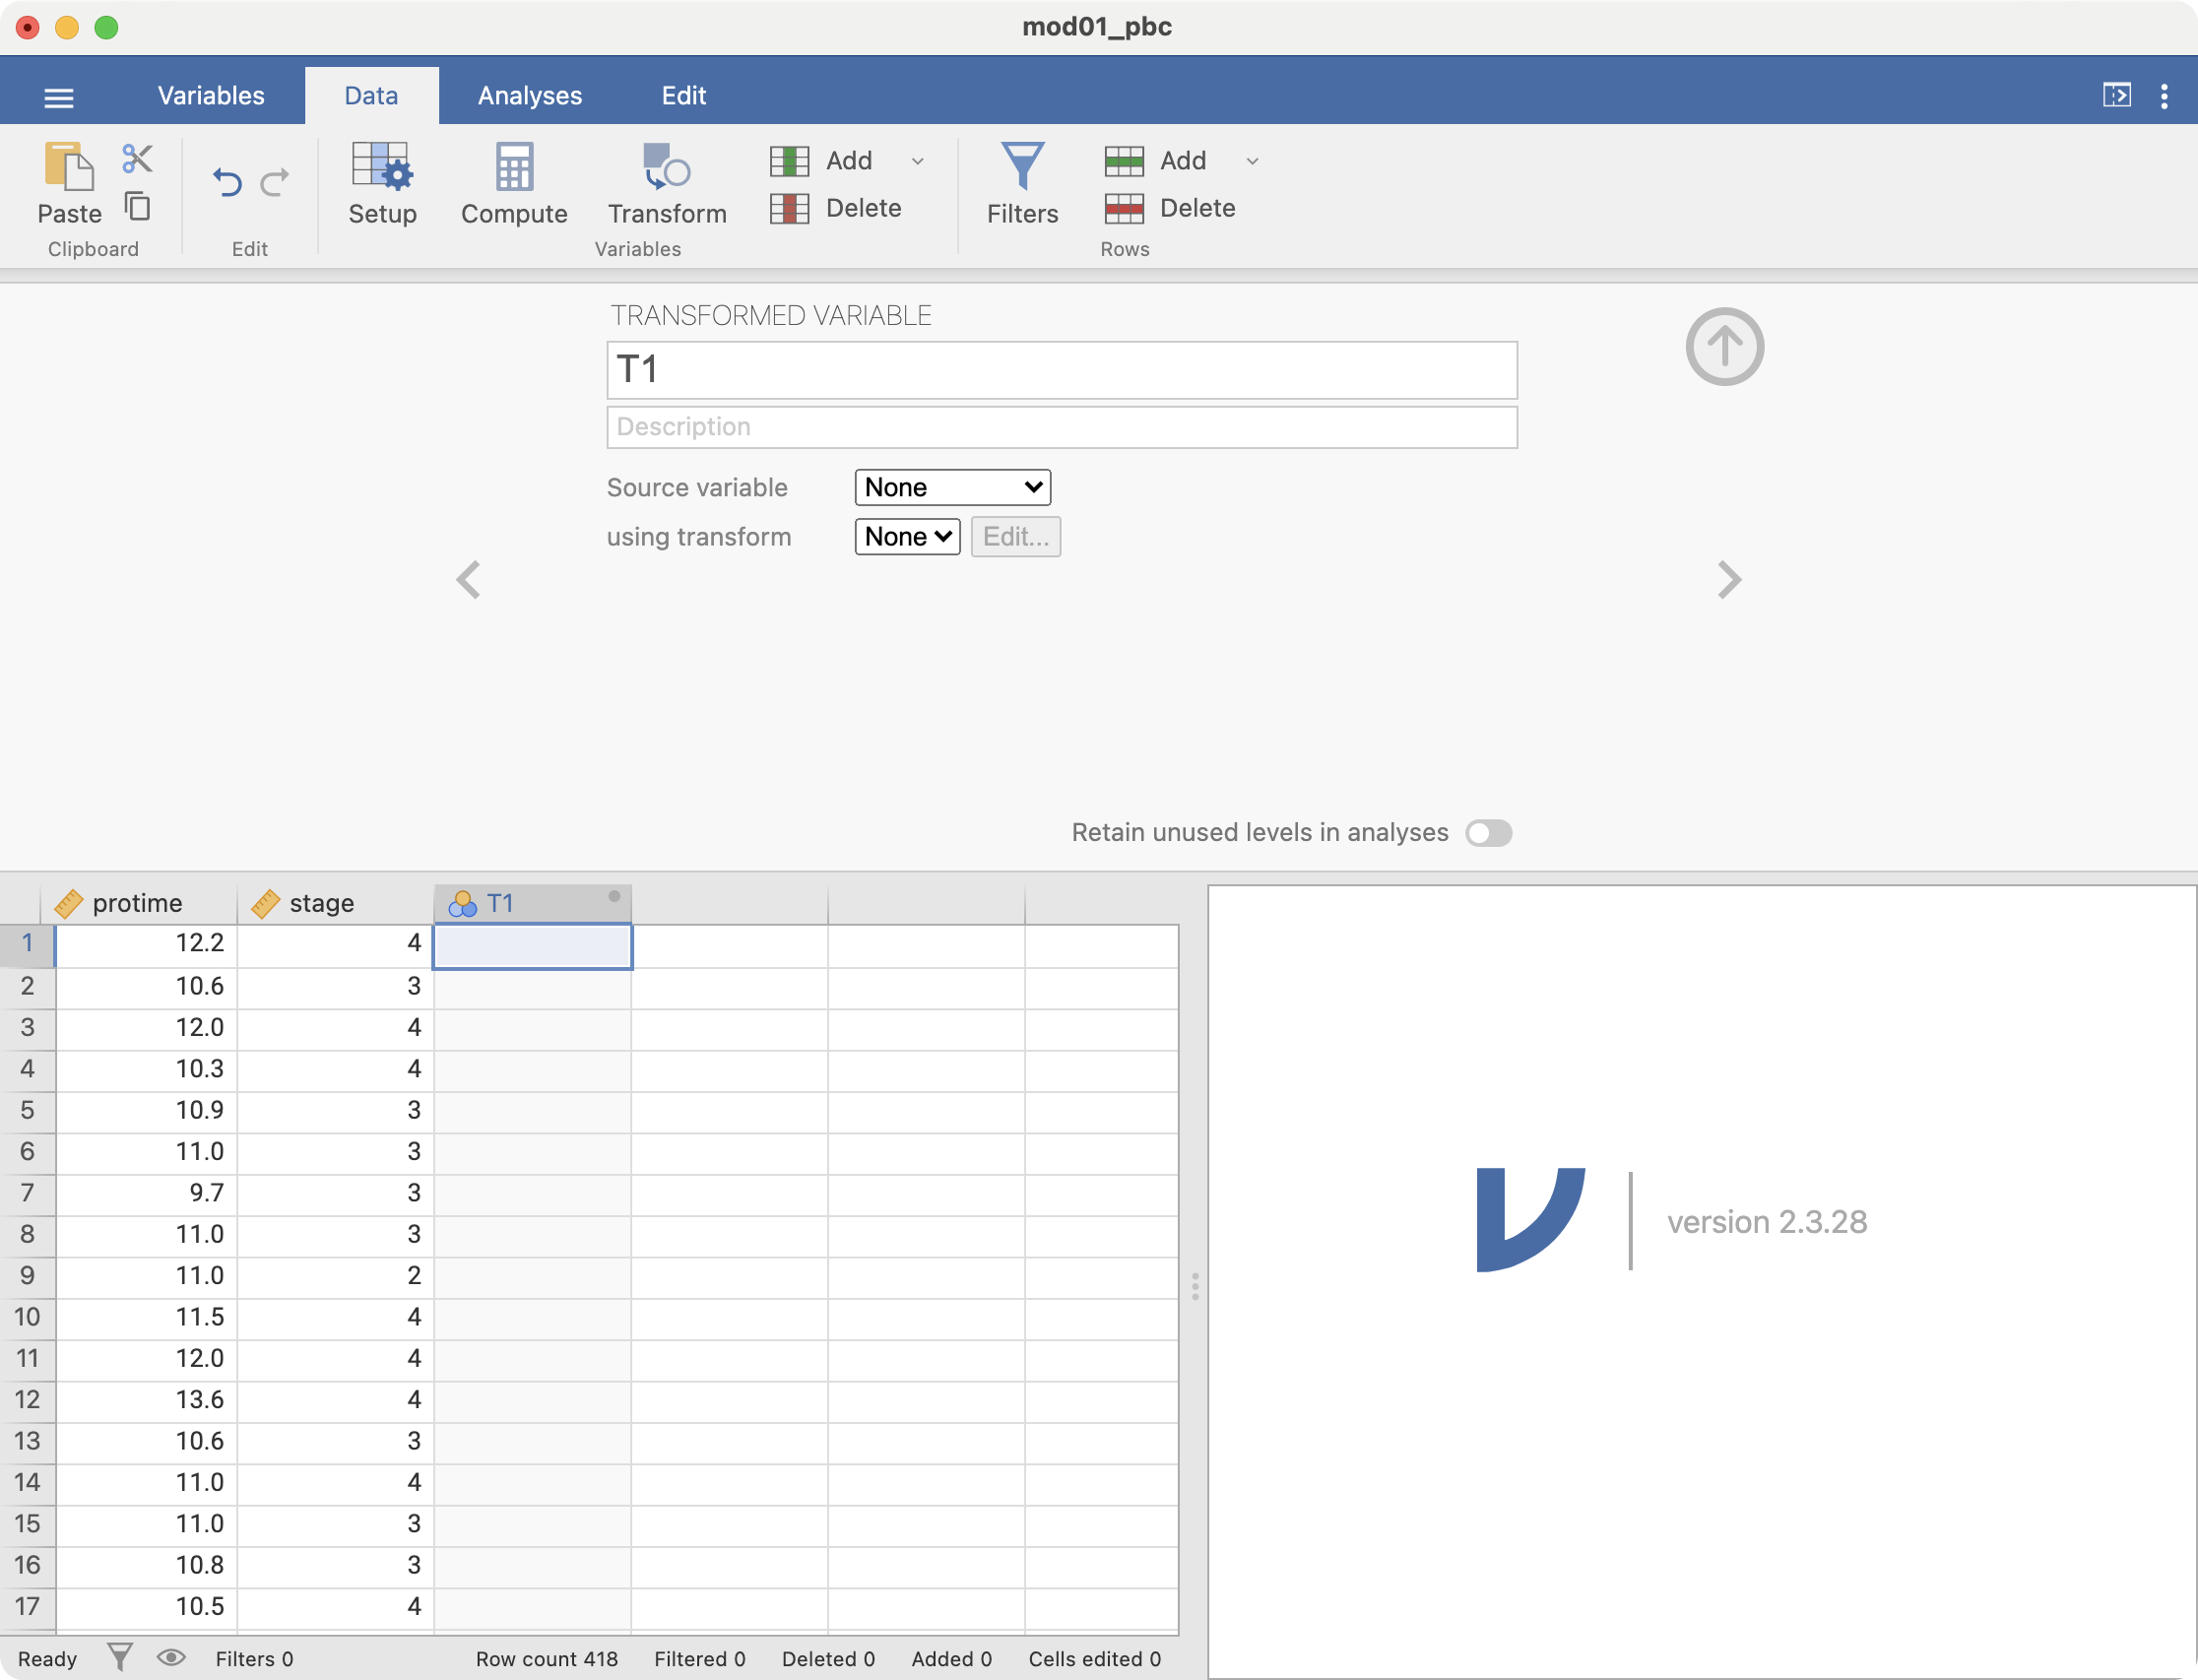 mod01_pbc
Variables Data Analyses Edit
Paste Setup Compute Transform Add Delete Filters Add Delete
Clipboard Edit Variables Rows
TRANSFORMED VARIABLE
T1
Description
Source variable None
using transform None Edit...
Retain unused levels in analyses
protime stage T1
1 12.2 4
2 10.6 3
3 12.0 4
4 10.3 4
5 10.9 3
6 11.0 3
7 9.7 3
8 11.0 3
9 11.0 2
10 11.5 4
11 12.0 4
12 13.6 4
13 10.6 3
14 11.0 4
15 11.0 3
16 10.8 3
17 10.5 4
version 2.3.28
Ready Filters 0 Row count 418 Filtered 0 Deleted 0 Added 0 Cells edited 0